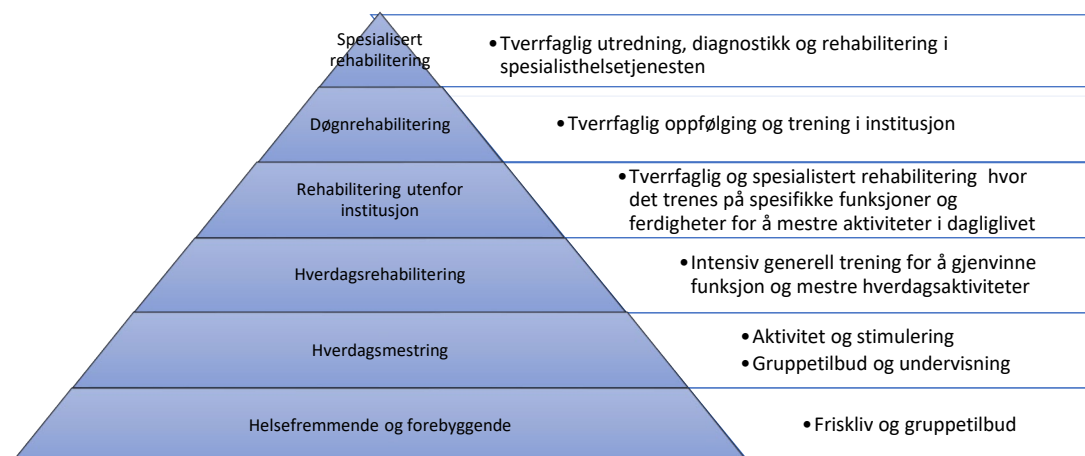 Spesialisert
rehabilitering
•Tverrfaglig utredning, diagnostikk og rehabilitering i
spesialisthelsetjenesten
Døgnrehabilitering
•Tverrfaglig oppfølging og trening i institusjon
Rehabilitering utenfor
institusjon
•Tverrfaglig og spesialistert rehabilitering hvor
det trenes på spesifikke funksjoner og
ferdigheter for å mestre aktiviteter i dagliglivet
Hverdagsrehabilitering
•Intensiv generell trening for å gjenvinne
funksjon og mestre hverdagsaktiviteter
Hverdagsmestring
•Aktivitet og stimulering
•Gruppetilbud og undervisning
Helsefremmende og forebyggende
•Friskliv og gruppetilbud